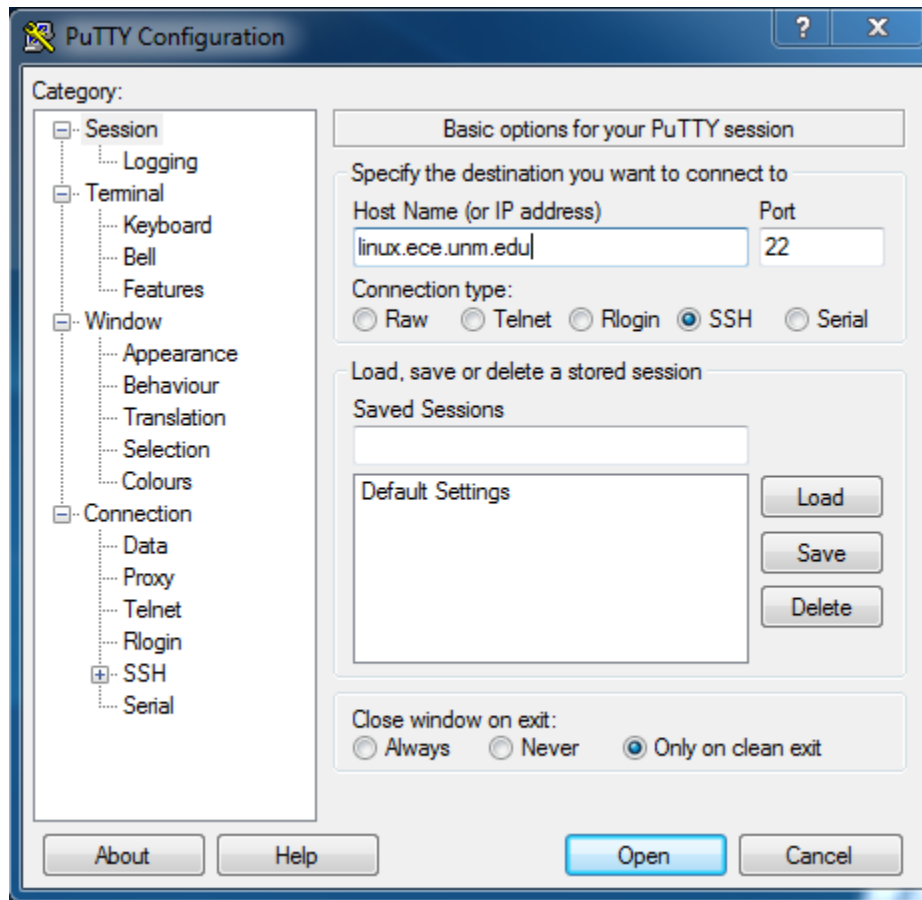 PuTTY Configuration
?
X
Category:
Session
Logging
Terminal
Keyboard
Bell
Features
Window
Appearance
Behaviour
Translation
Selection
Colours
Connection
Data
Proxy
Telnet
Rlogin
SSH
Serial
Basic options for your PuTTY session
Specify the destination you want to connect to
Host Name (or IP address) Port
linux.ece.unm.edu 22
Connection type:
Raw Telnet Rlogin SSH Serial
Load, save or delete a stored session
Saved Sessions
Default Settings
Load
Save
Delete
Close window on exit:
Always Never Only on clean exit
About Help Open Cancel